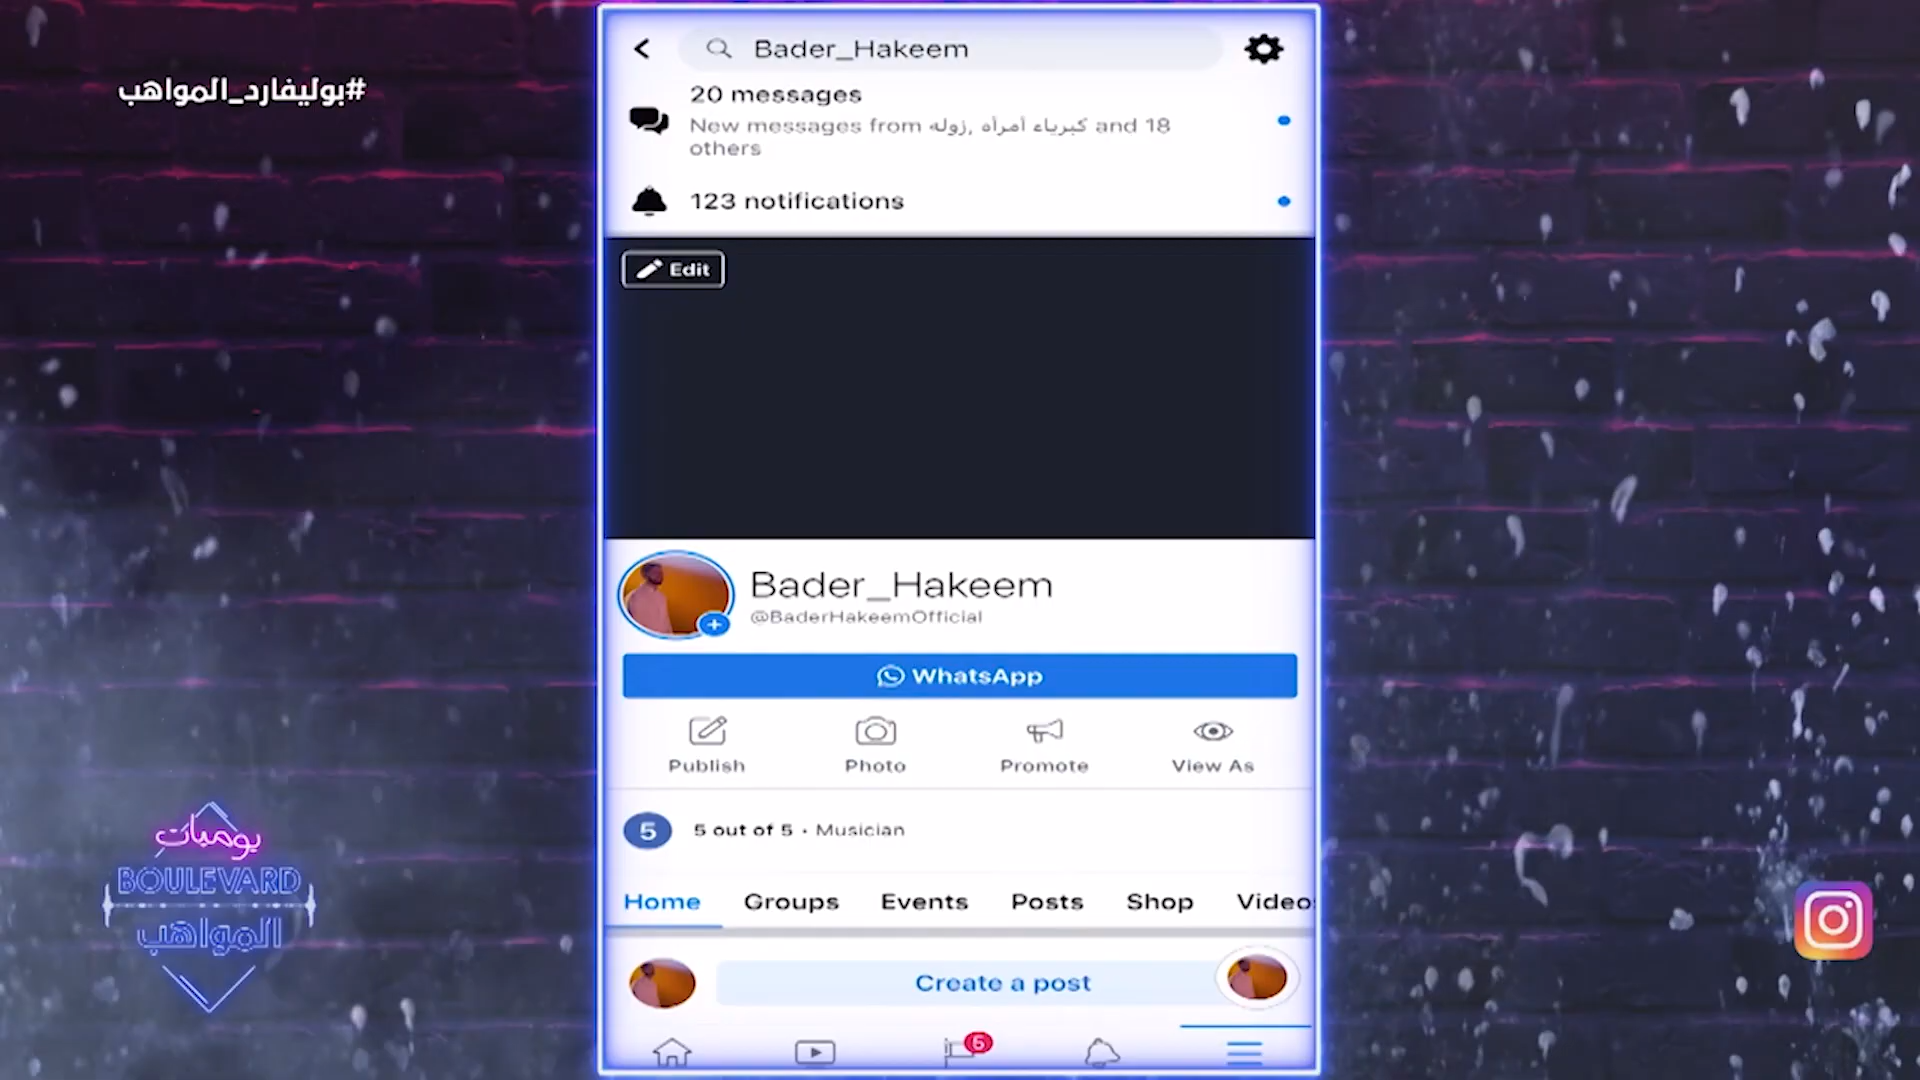 #بوليفارد_المواهب
Bader_Hakeem
20 messages
New messages from زوله, كبرياء أمرأه and 18
others
123 notifications
Edit
Bader_Hakeem
@BaderHakeemOfficial
WhatsApp
Publish
Photo
Promote
View As
5
5 out of 5 · Musician
Home
Groups
Events
Posts
Shop
Video
Create a post
5
يوميات
BOULEVARD
المواهب